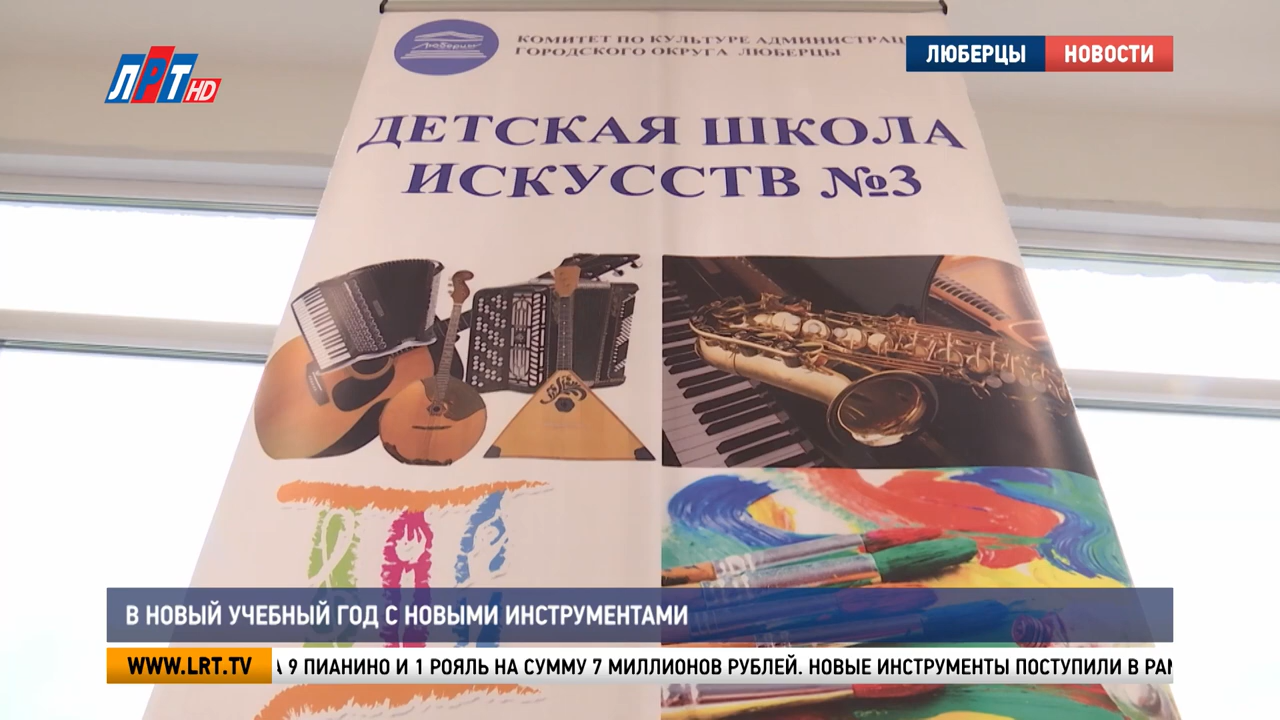 ЛРТ HD
ЛЮБЕРЦЫ НОВОСТИ
Люберцы
КОМИТЕТ ПО КУЛЬТУРЕ
ГОРОДСКОГО ОКРУГА ЛЮБЕРЦЫ
ДЕТСКАЯ ШКОЛА
ИСКУССТВ №3
В НОВЫЙ УЧЕБНЫЙ ГОД С НОВЫМИ ИНСТРУМЕНТАМИ
WWW.LRT.TV 9 ПИАНИНО И 1 РОЯЛЬ НА СУММУ 7 МИЛЛИОНОВ РУБЛЕЙ. НОВЫЕ ИНСТРУМЕНТЫ ПОСТУПИЛИ В